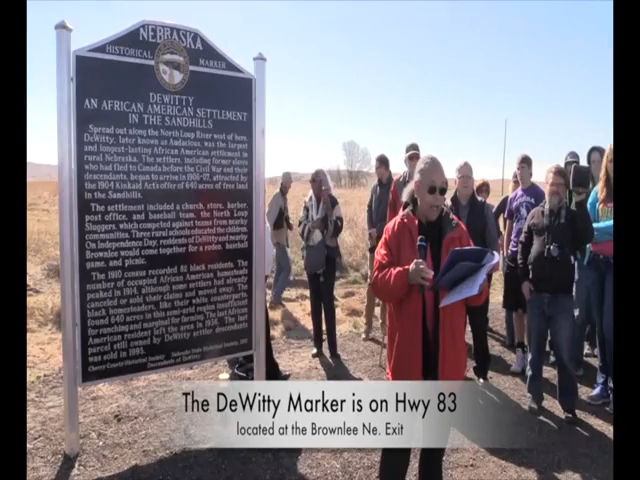 NEBRASKA
HISTORICAL MARKER
DEWITTY
AN AFRICAN AMERICAN SETTLEMENT
IN THE SANDHILLS
Spread out along the North Loup River west of here,
DeWitty, later known as Audacious, was the largest
and longest-lasting African American settlement in
rural Nebraska. The settlers, including former slaves
who had fled to Canada before the Civil War and their
descendants, began to arrive in 1906-07, attracted by
the 1904 Kinkaid Act's offer of 640 acres of free land
in the Sandhills.
The settlement included a church, store, barber,
post office, and baseball team, the North Loup
Sluggers, which competed against teams from nearby
communities. Three rural schools educated the children.
On Independence Day, residents of DeWitty and nearby
Brownlee would come together for a rodeo, baseball
game, and picnic.
The 1910 census recorded 82 black residents. The
number of occupied African American homesteads
peaked in 1914, although some settlers had already
canceled or sold their claims and moved away. The
black homesteaders, like their white counterparts,
found 640 acres in this semi-arid region insufficient
for ranching and marginal for farming. The last African
American resident left the area in 1936. The last
parcel still owned by DeWitty settler descendants
was sold in 1993.
Cherry County Historical Society Nebraska State Historical Society
Descendants of DeWitty
The DeWitty Marker is on Hwy 83
located at the Brownlee Ne. Exit